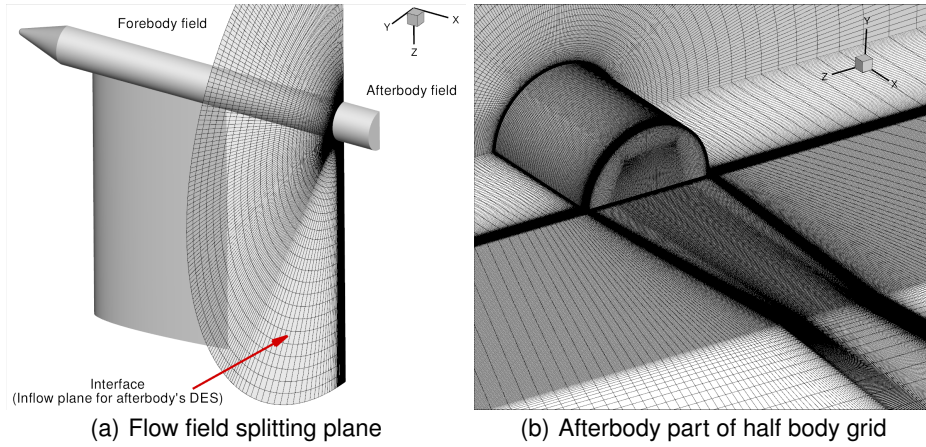 Forebody field
Y
X
Z
Afterbody field
Interface
(Inflow plane for afterbody's DES)
(a) Flow field splitting plane
Y
Z
X
(b) Afterbody part of half body grid